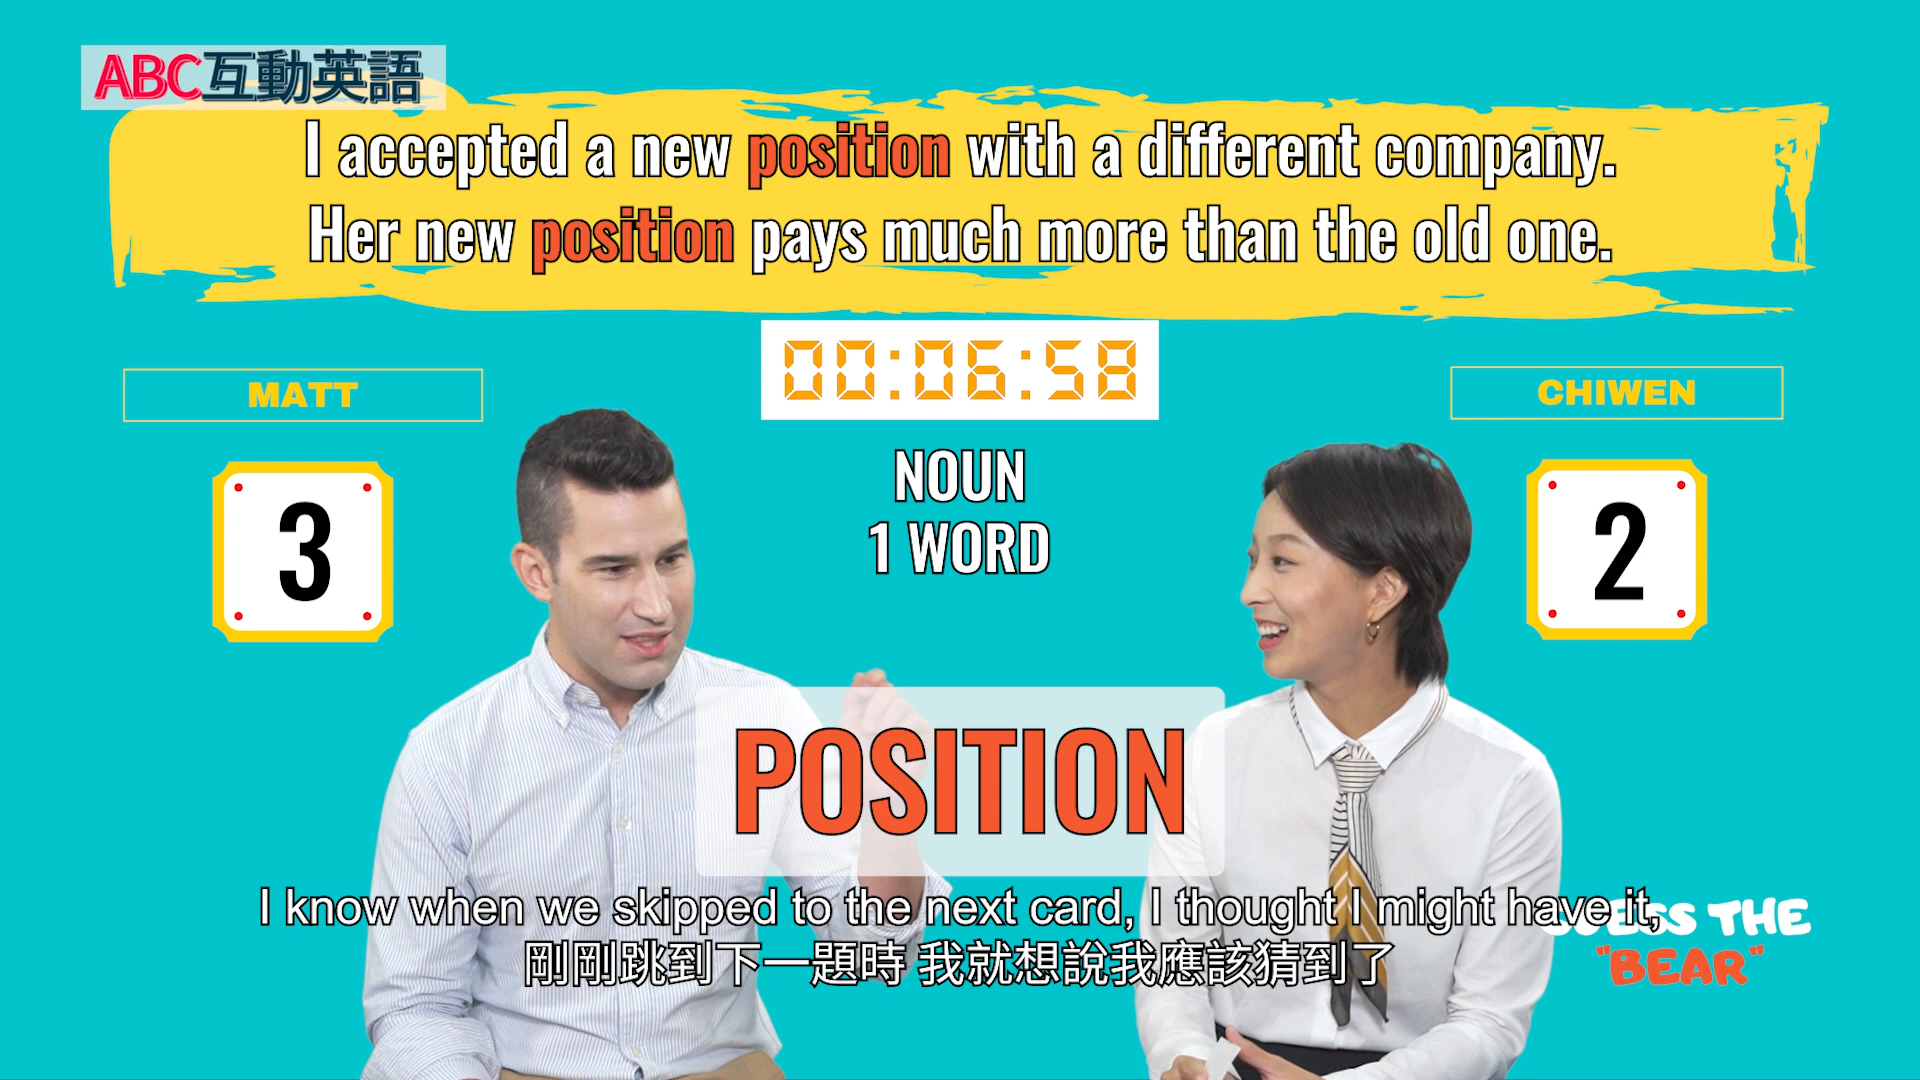 ABC互動英語
I accepted a new position with a different company.
Her new position pays much more than the old one.
00:06:58
MATT
CHIWEN
3
NOUN
1 WORD
2
POSITION
I know when we skipped to the next card, I thought I might have it,
剛剛跳到下一題時 我就想說我應該猜到了
THE
"BEAR"